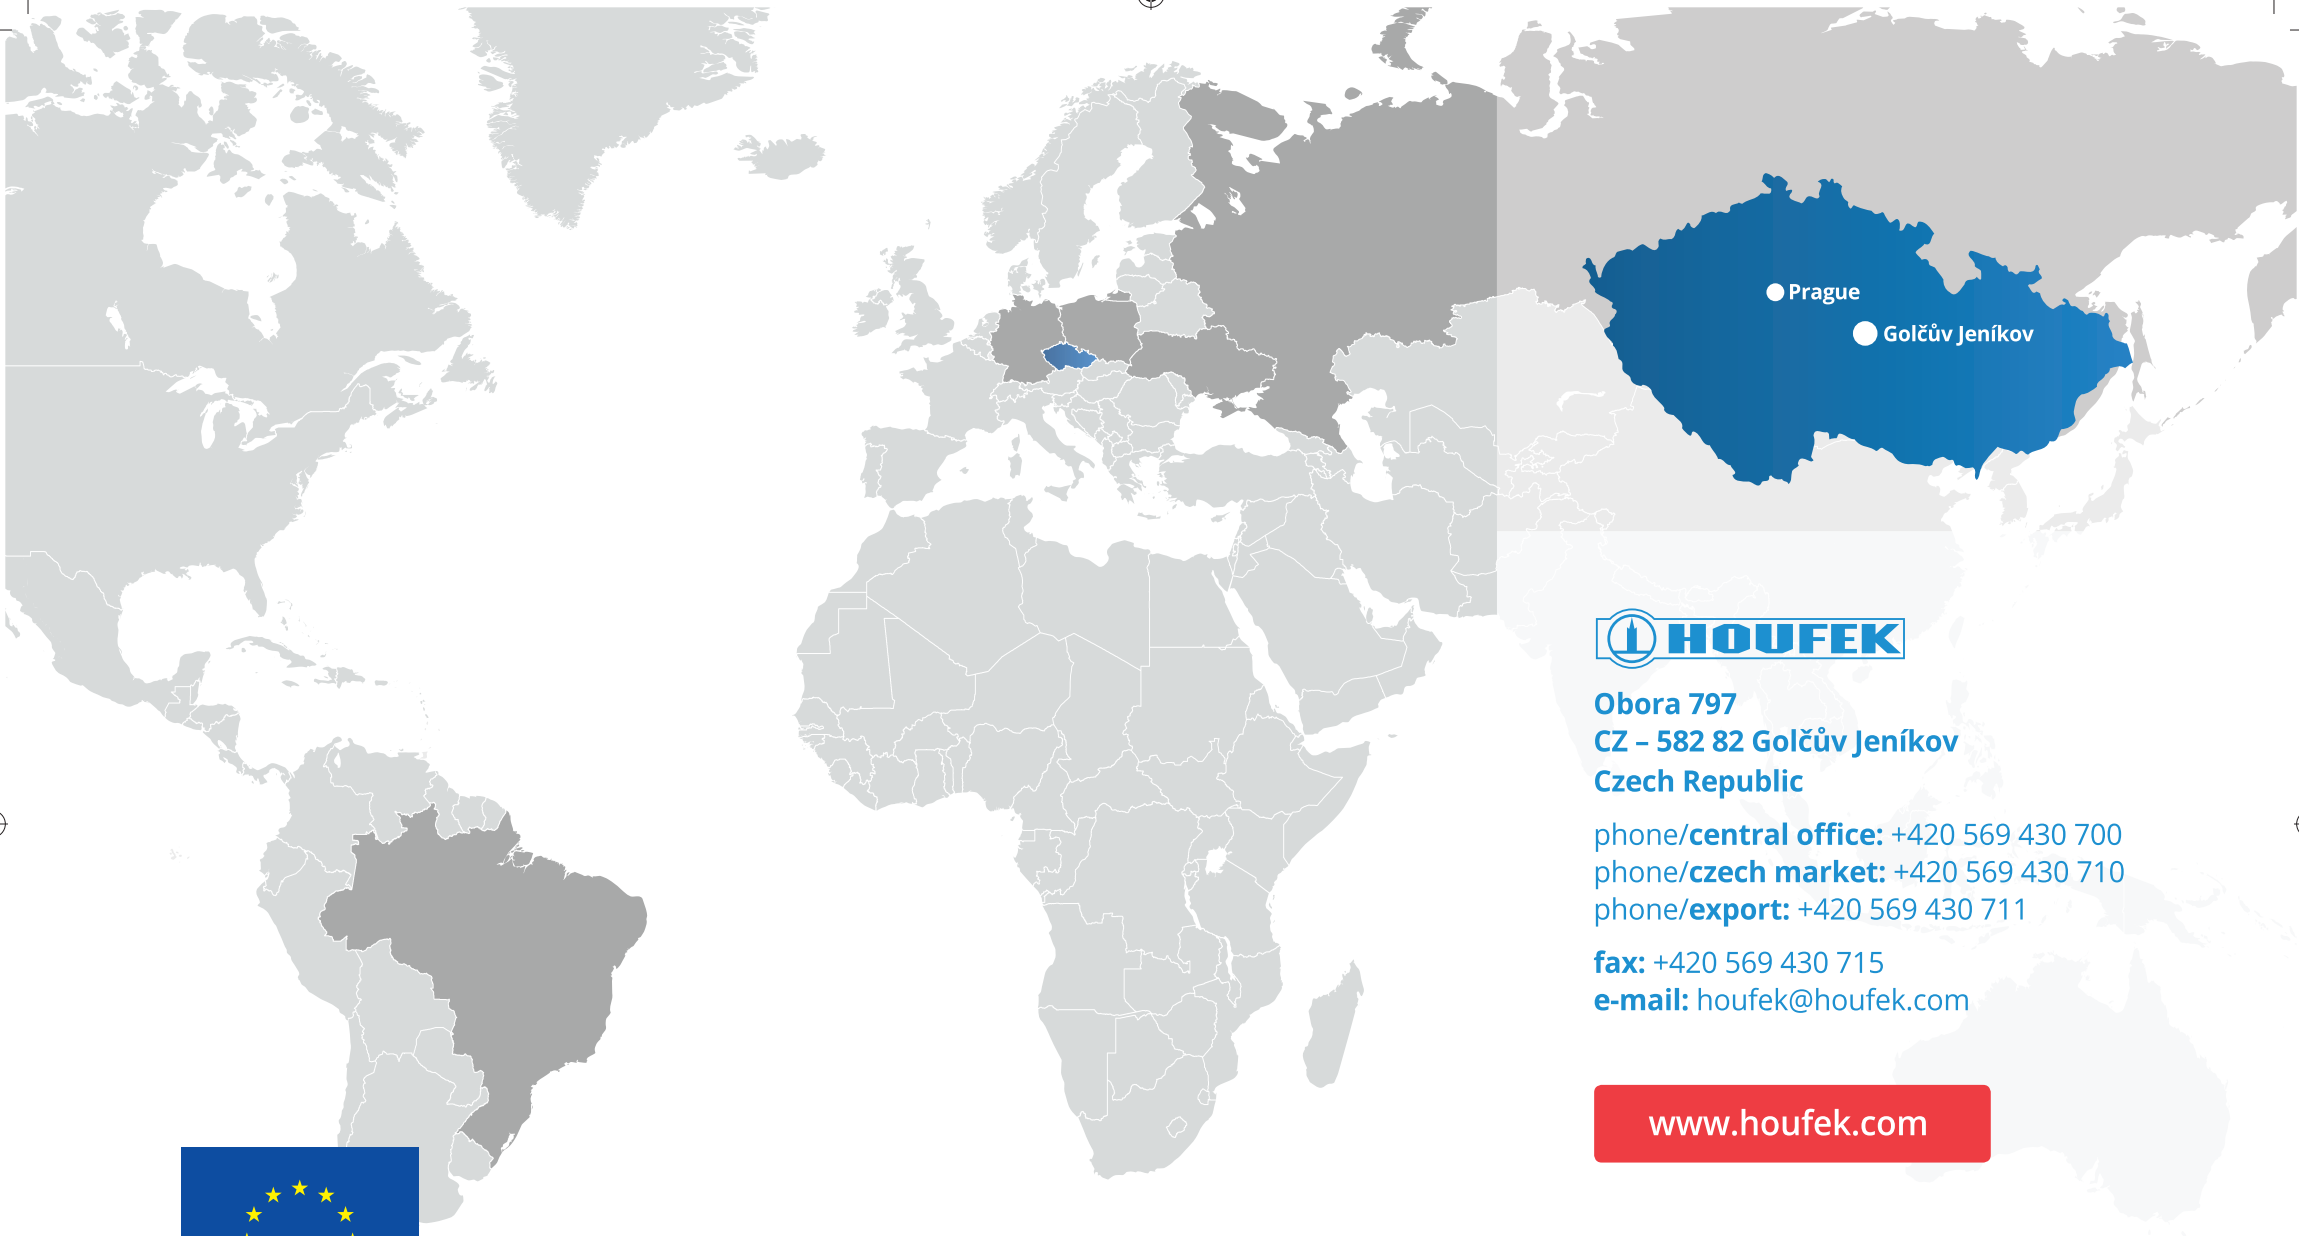 Prague
Golčův Jeníkov
HOUFEK
Obora 797
CZ – 582 82 Golčův Jeníkov
Czech Republic
phone/central office: +420 569 430 700
phone/czech market: +420 569 430 710
phone/export: +420 569 430 711
fax: +420 569 430 715
e-mail: houfek@houfek.com
www.houfek.com